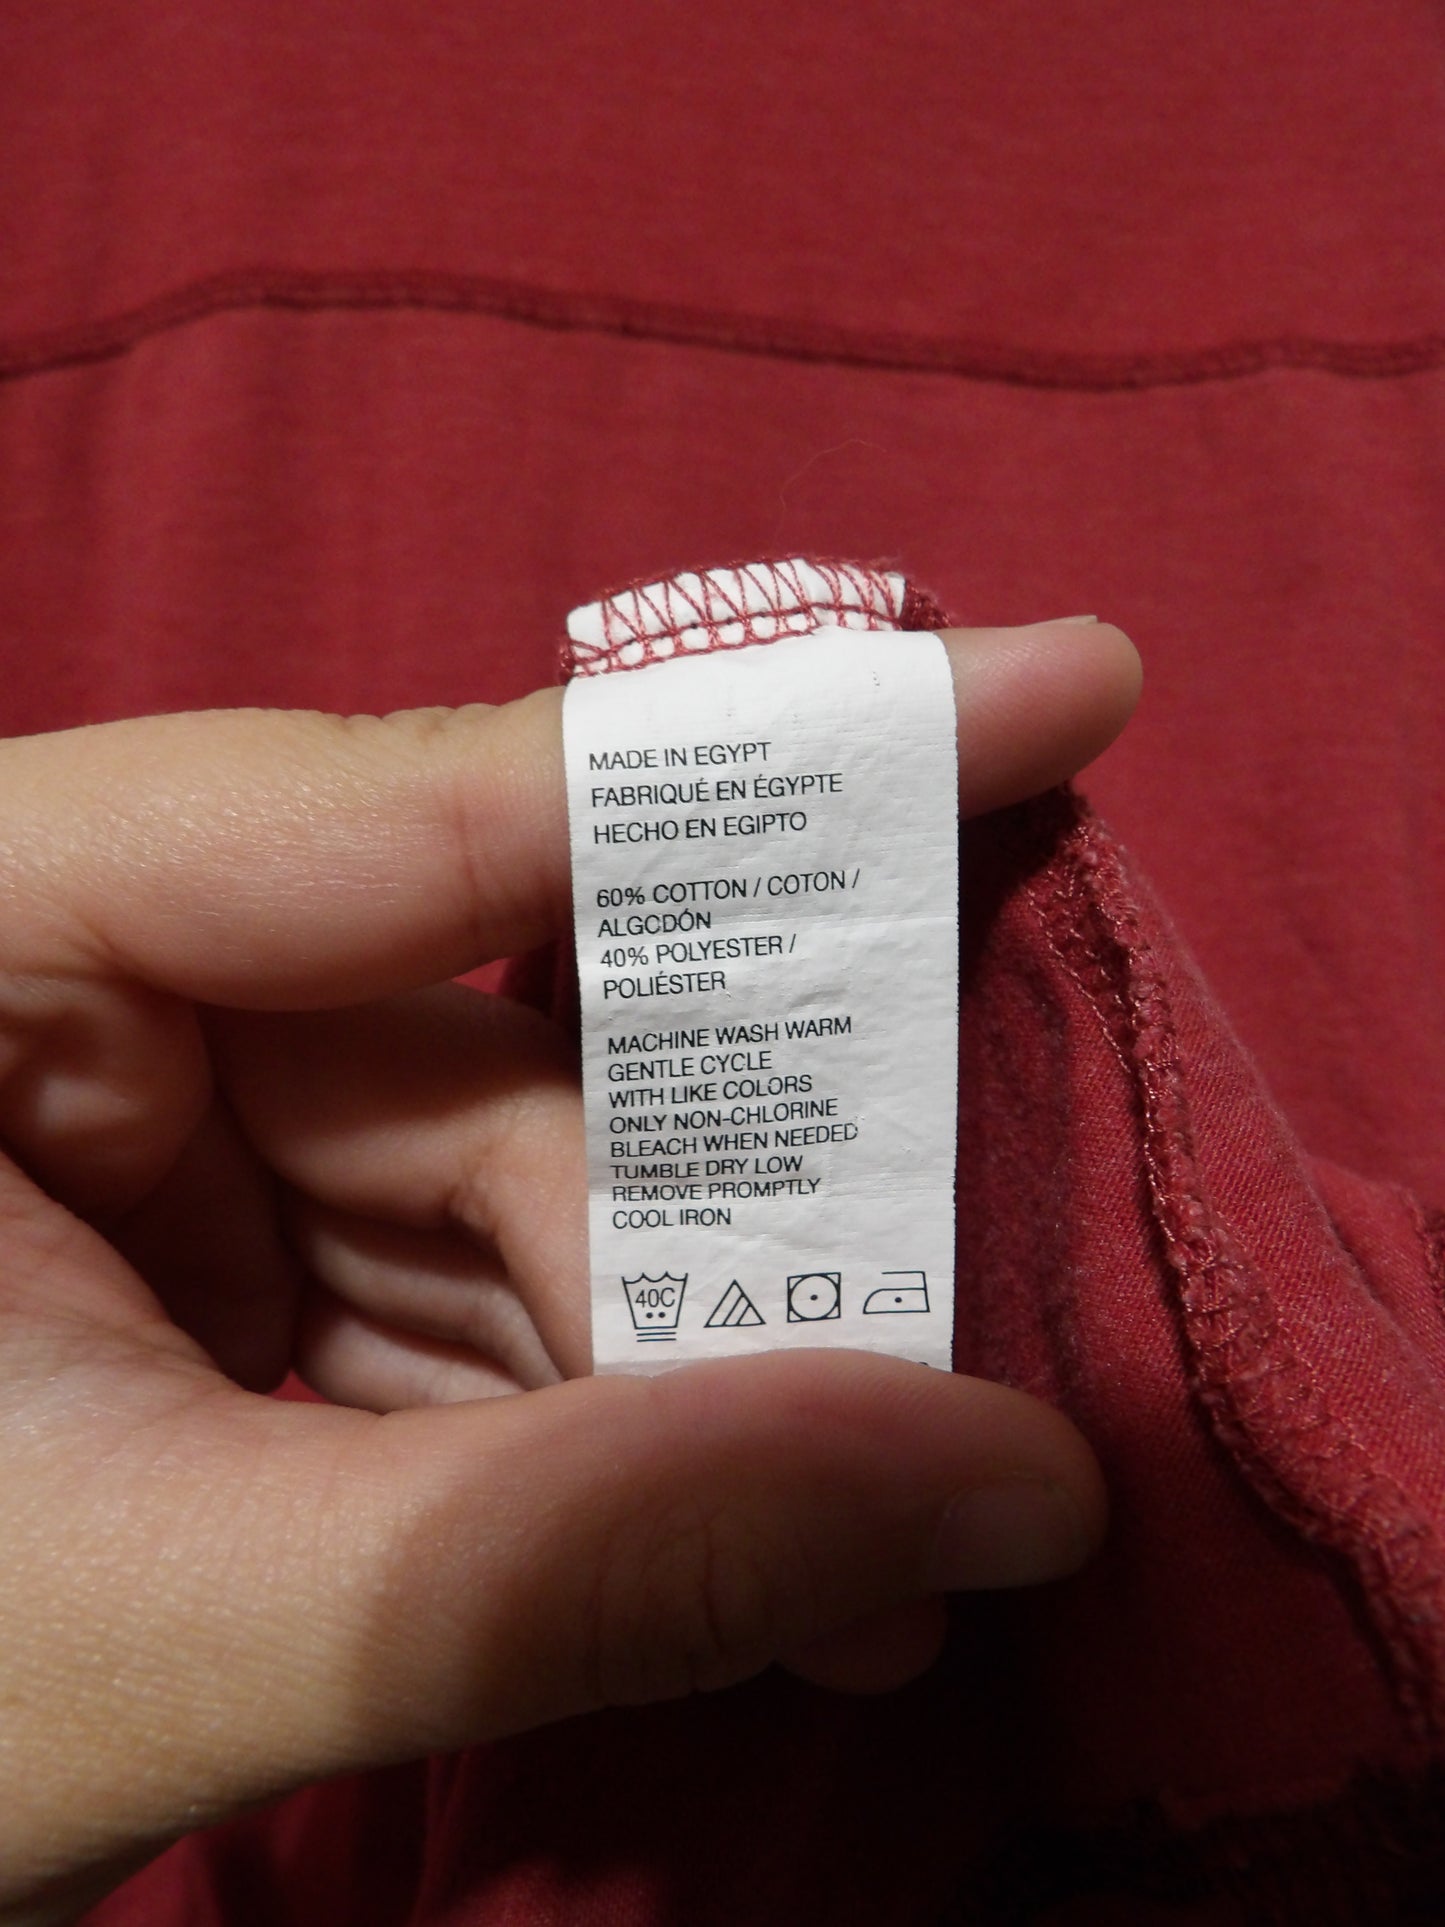 MADE IN EGYPT
FABRIQUÉ EN ÉGYPTE
HECHO EN EGIPTO
60% COTTON / COTON /
ALGODÓN
40% POLYESTER /
POLIÉSTER
MACHINE WASH WARM
GENTLE CYCLE
WITH LIKE COLORS
ONLY NON-CHLORINE
BLEACH WHEN NEEDED
TUMBLE DRY LOW
REMOVE PROMPTLY
COOL IRON
40C